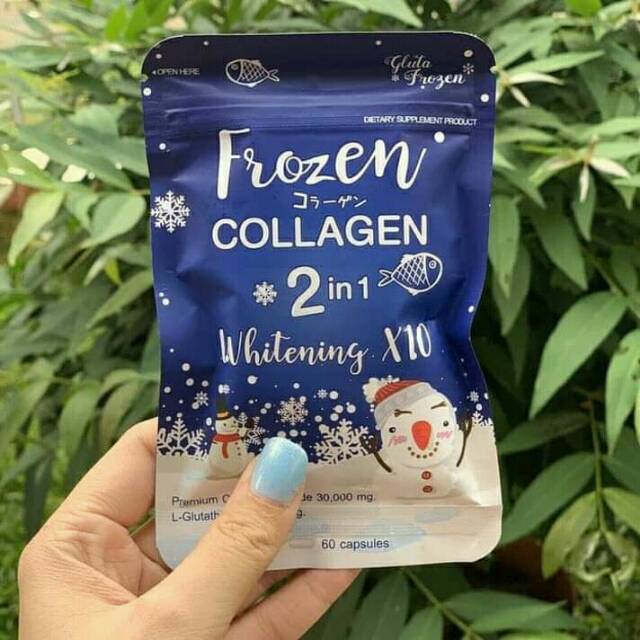 ◂OPEN HERE
Gluta
Frozen
DIETARY SUPPLEMENT PRODUCT
Frozen
コラーゲン
COLLAGEN
2 in 1
Whitening X10
Premium C de 30,000 mg.
L-Glutath g.
60 capsules